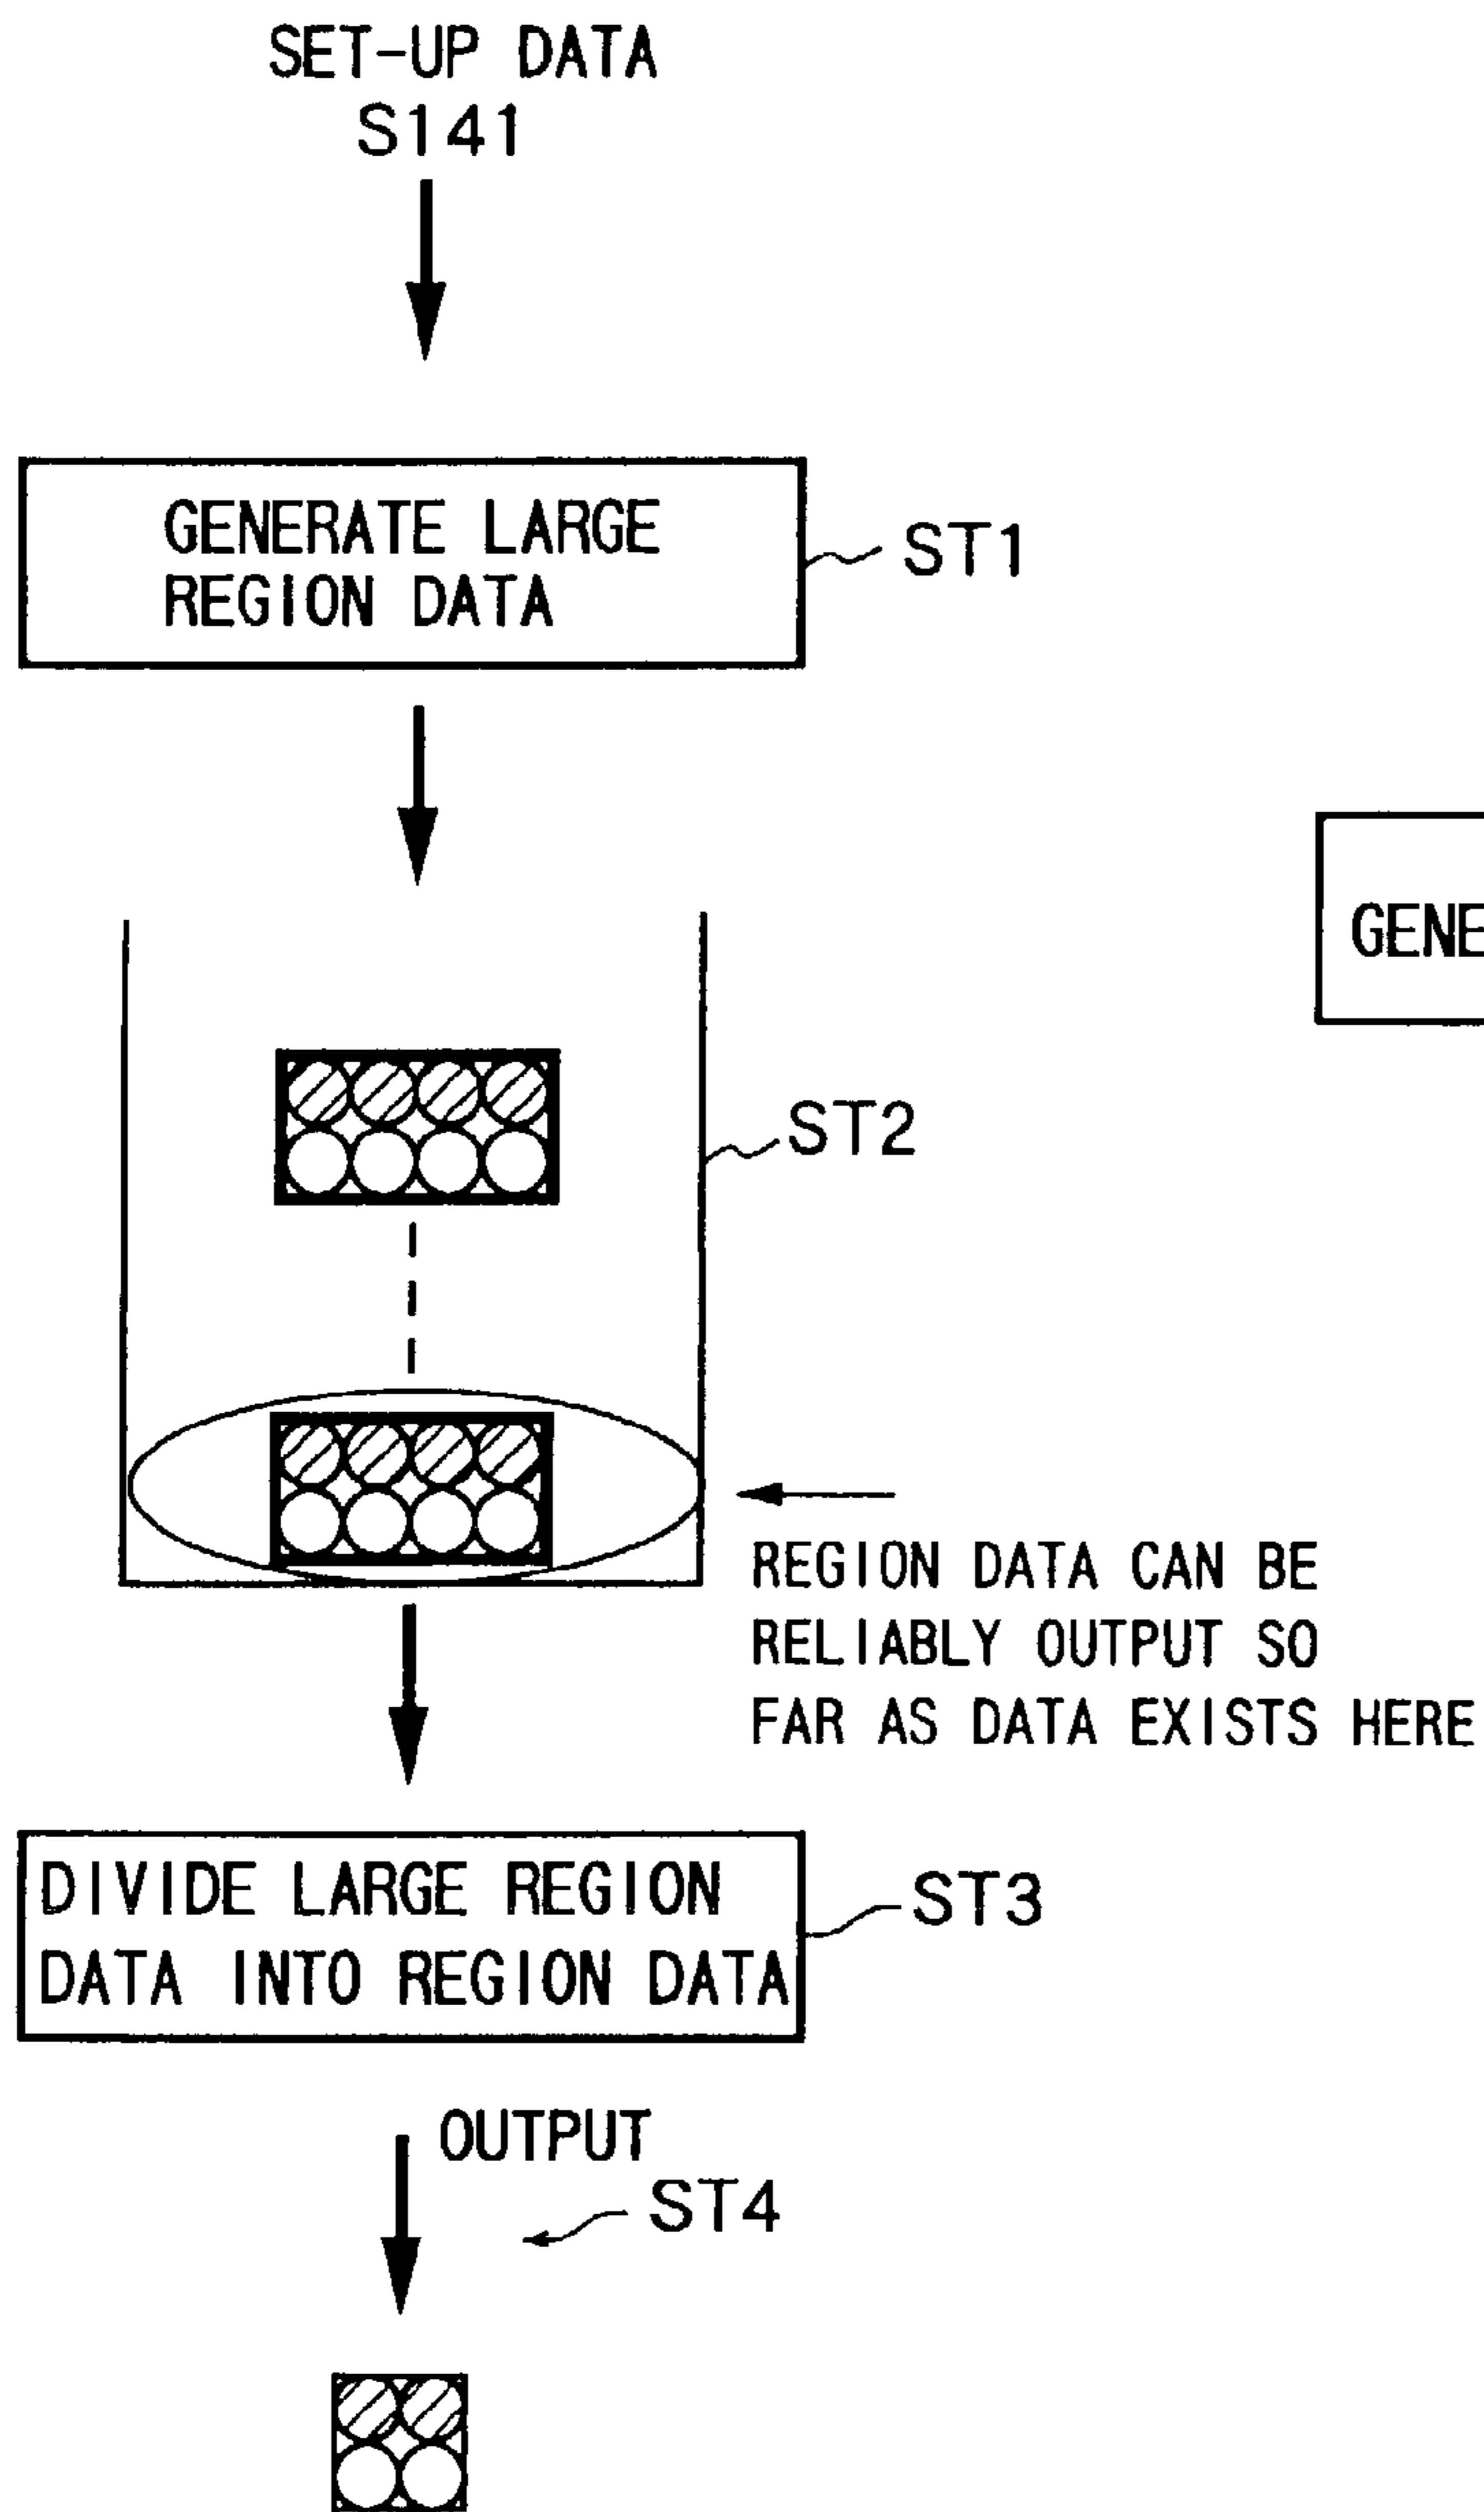 SET-UP DATA
S141
GENERATE LARGE
REGION DATA
ST1
ST2
REGION DATA CAN BE
RELIABLY OUTPUT SO
FAR AS DATA EXISTS HERE
DIVIDE LARGE REGION
DATA INTO REGION DATA
ST3
OUTPUT
ST4